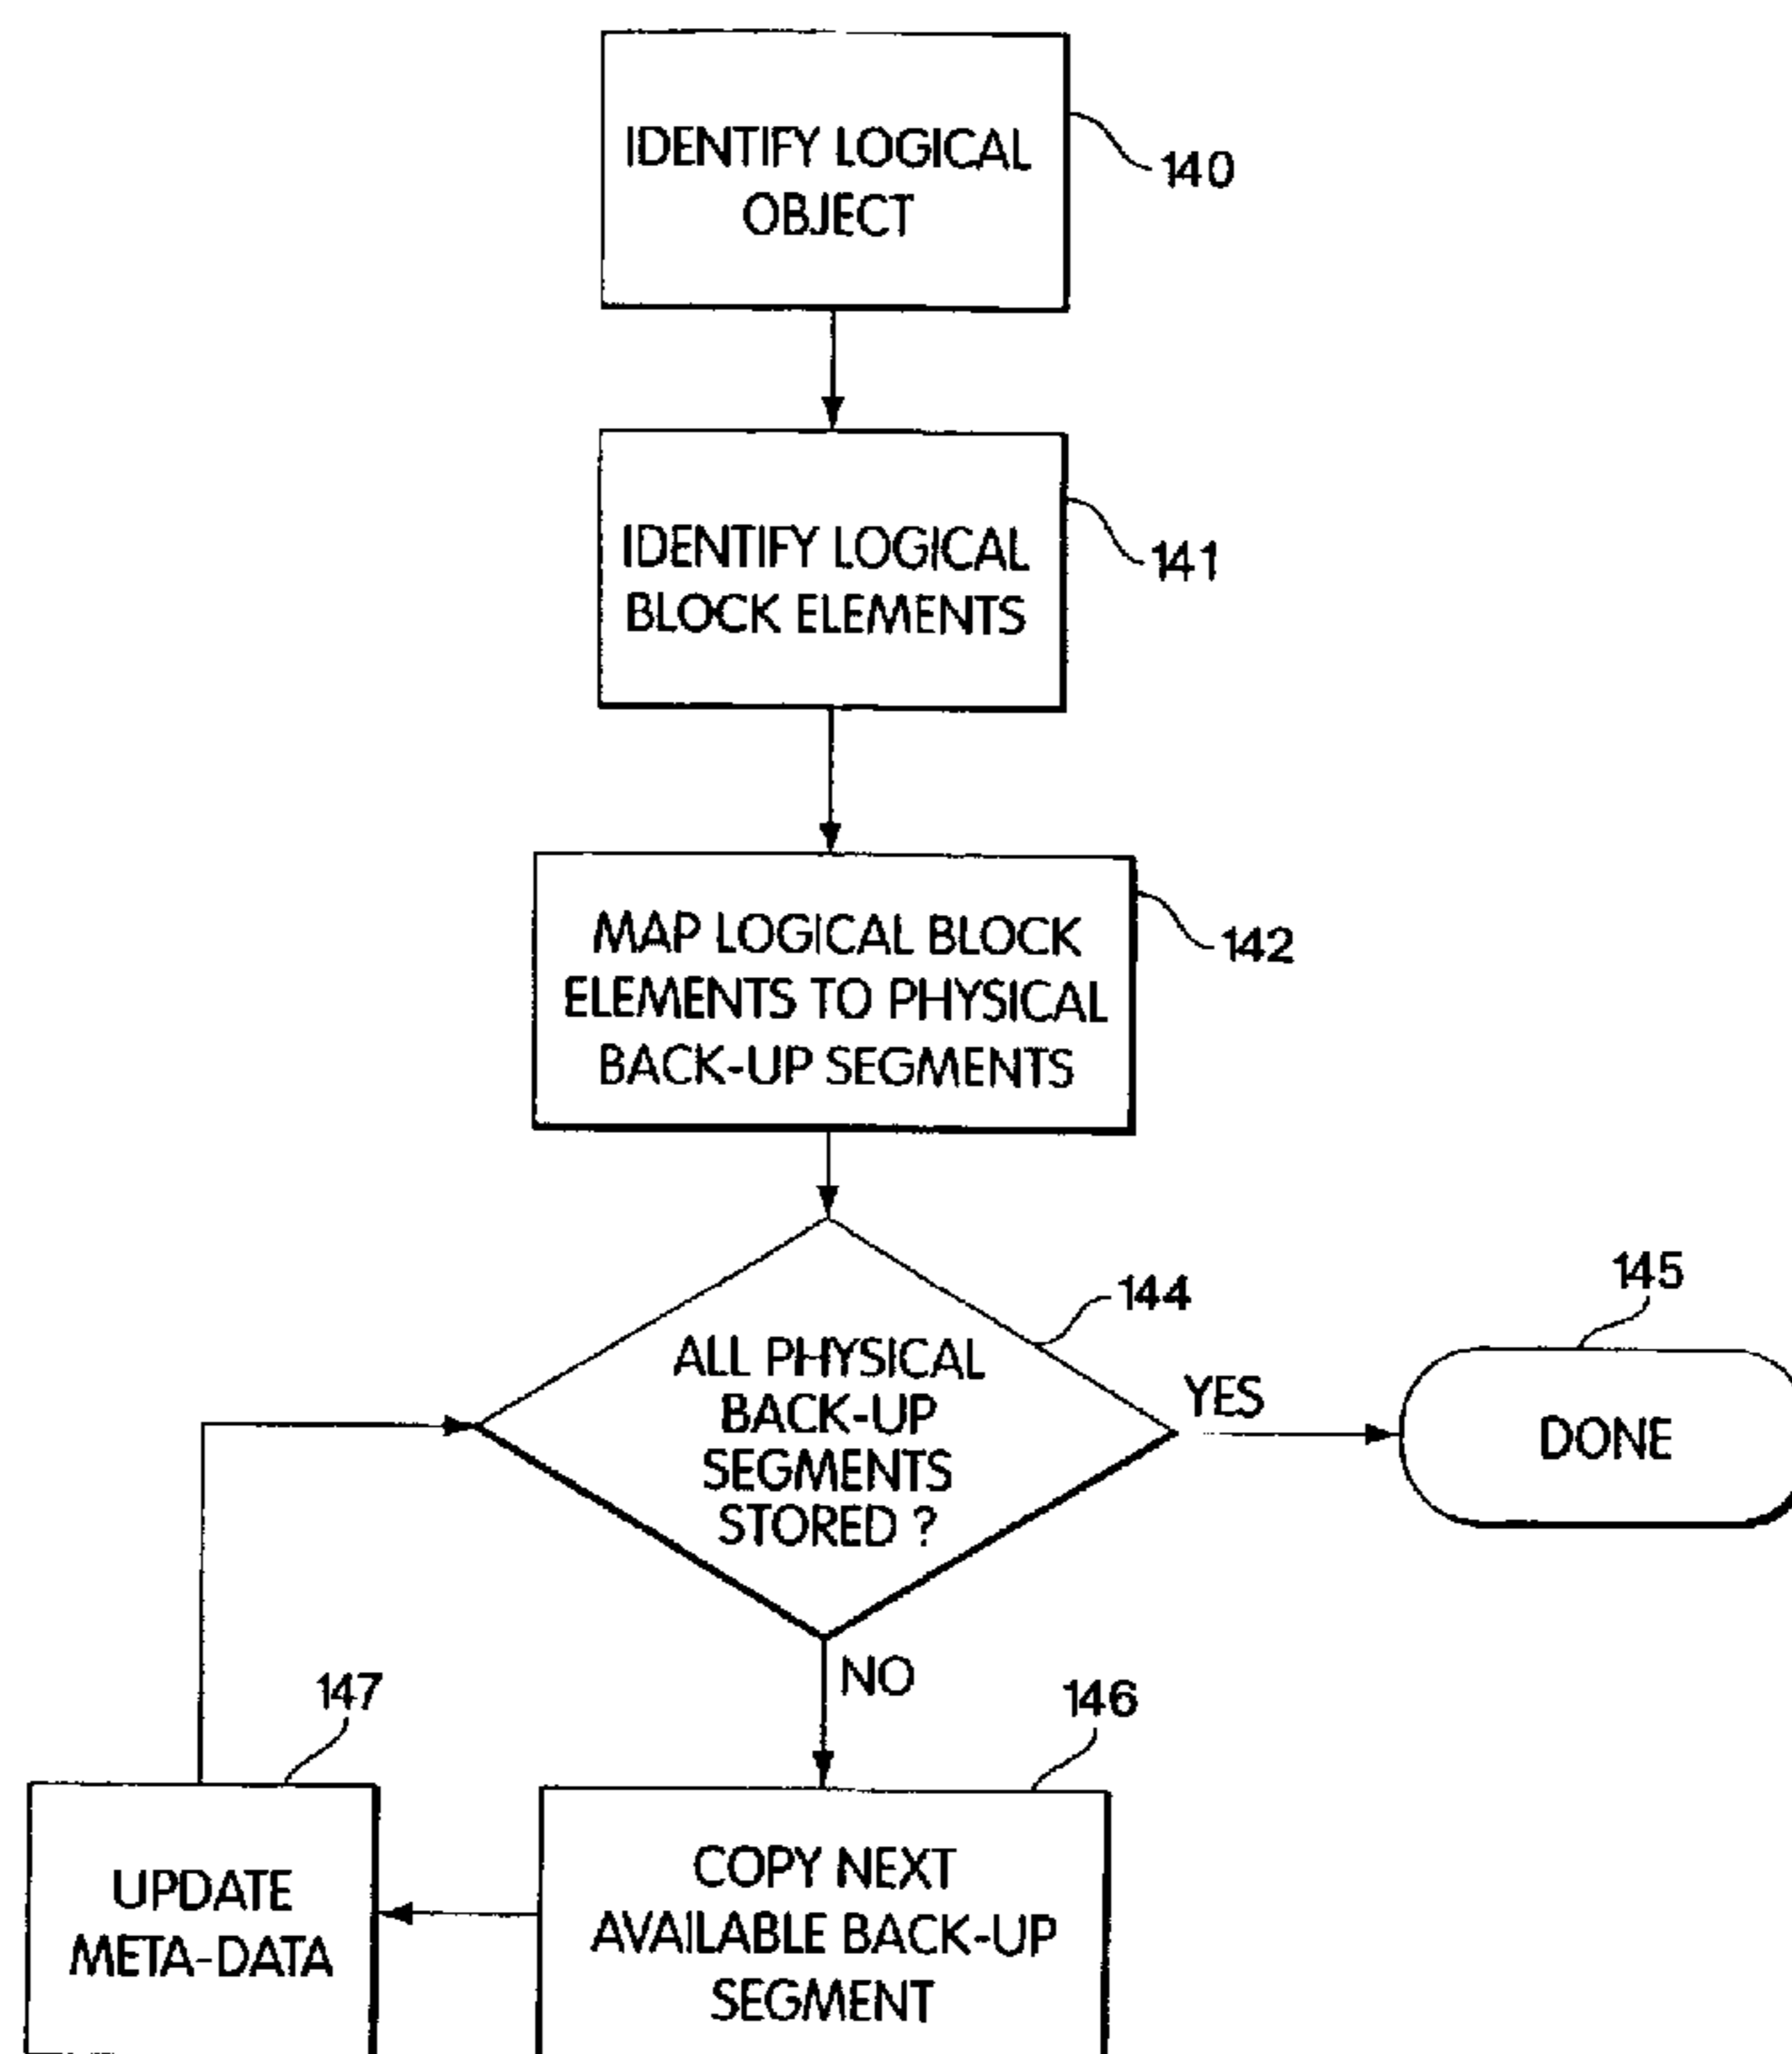 IDENTIFY LOGICAL
OBJECT
140
IDENTIFY LOGICAL
BLOCK ELEMENTS
141
MAP LOGICAL BLOCK
ELEMENTS TO PHYSICAL
BACK-UP SEGMENTS
142
ALL PHYSICAL
BACK-UP
SEGMENTS
STORED ?
144
YES
145
DONE
NO
146
COPY NEXT
AVAILABLE BACK-UP
SEGMENT
147
UPDATE
META-DATA